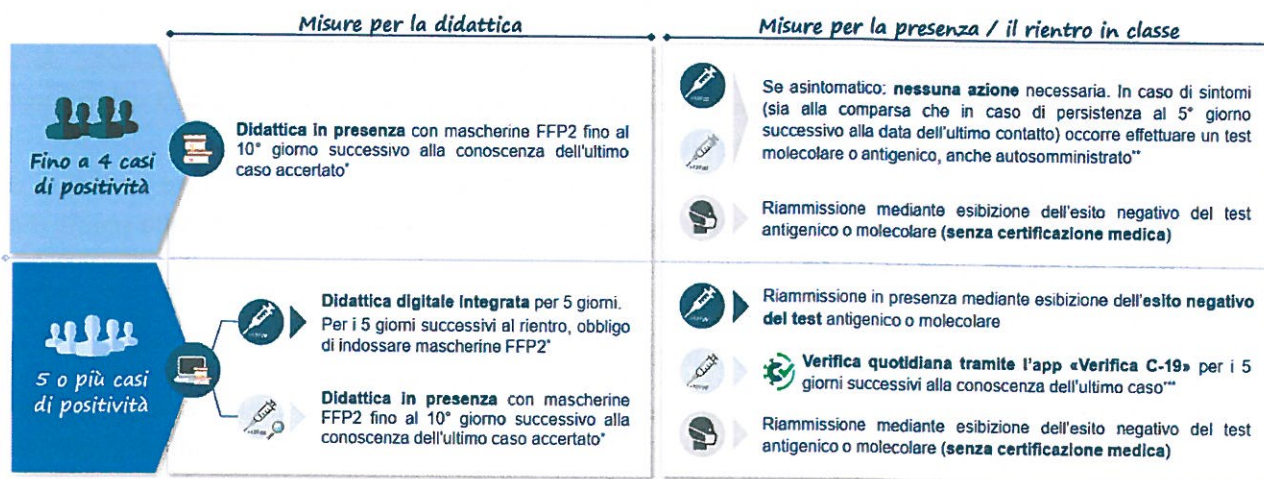 Misure per la didattica
Misure per la presenza / il rientro in classe
Fino a 4 casi
di positività
Didattica in presenza con mascherine FFP2 fino al
10° giorno successivo alla conoscenza dell'ultimo
caso accertato*
Se asintomatico: nessuna azione necessaria. In caso di sintomi
(sia alla comparsa che in caso di persistenza al 5° giorno
successivo alla data dell'ultimo contatto) occorre effettuare un test
molecolare o antigenico, anche autosomministrato**
Riammissione mediante esibizione dell'esito negativo del test
antigenico o molecolare (senza certificazione medica)
5 o più casi
di positività
Didattica digitale integrata per 5 giorni.
Per i 5 giorni successivi al rientro, obbligo
di indossare mascherine FFP2*
Didattica in presenza con mascherine
FFP2 fino al 10° giorno successivo alla
conoscenza dell'ultimo caso accertato*
Riammissione in presenza mediante esibizione dell'esito negativo
del test antigenico o molecolare
Verifica quotidiana tramite l'app «Verifica C-19» per i 5
giorni successivi alla conoscenza dell'ultimo caso***
Riammissione mediante esibizione dell'esito negativo del test
antigenico o molecolare (senza certificazione medica)